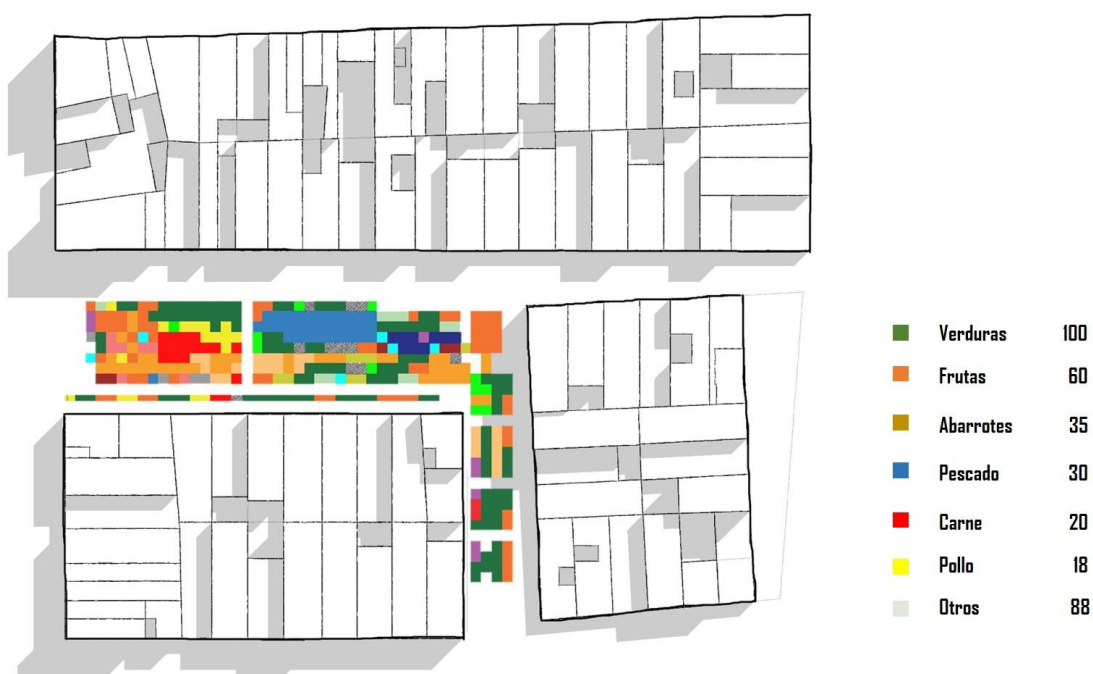 Verduras 100
Frutas 60
Abarrotes 35
Pescado 30
Carne 20
Pollo 18
Otros 88